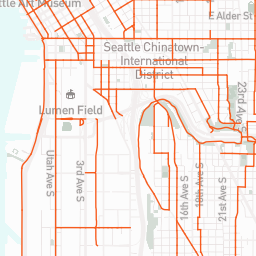 ttle Art Museum
E Alder St
Seattle Chinatown-
International
District
23rd Ave S
Lumen Field
Utah Ave S
3rd Ave S
16th Ave S
18th Ave S
21st Ave S